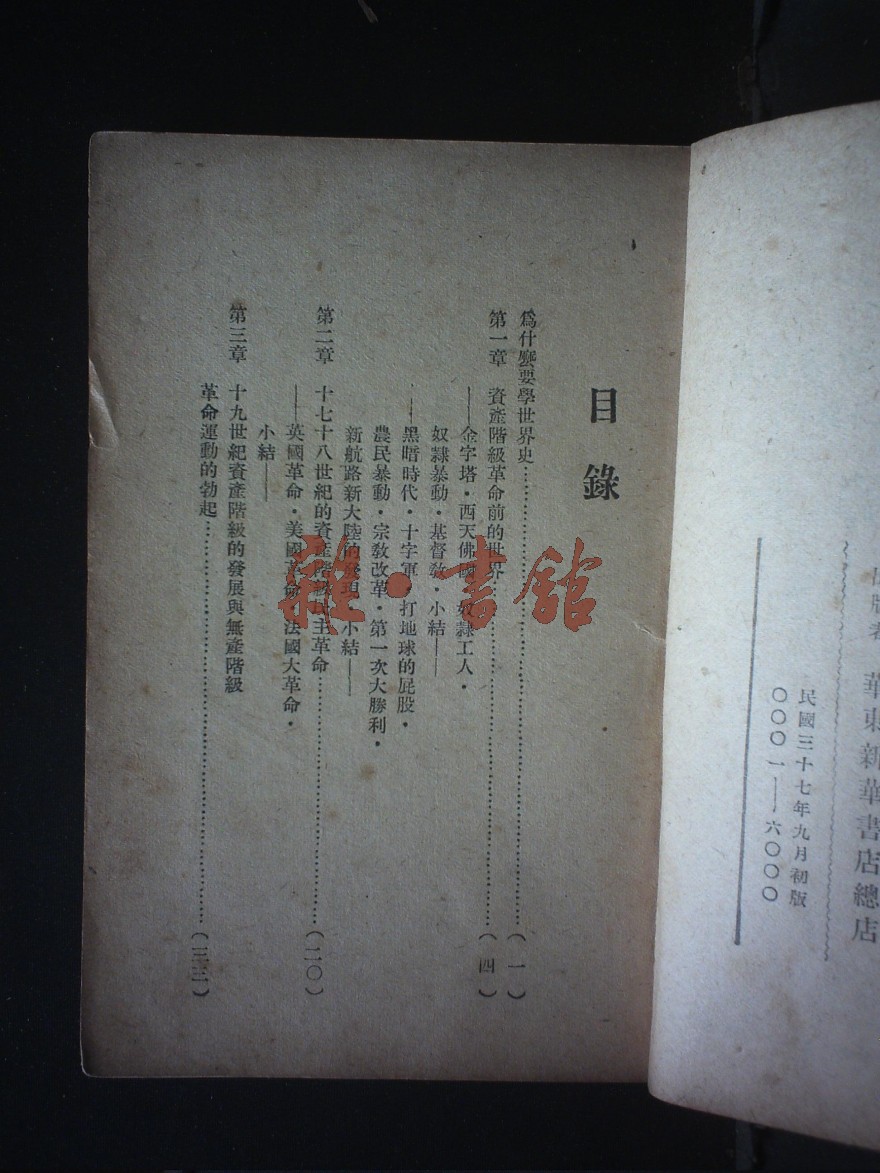 出版者 華東新華書店總店
民國三十七年九月初版
〇〇〇一——六〇〇〇
目錄
爲什麽要學世界史……(一)
第一章 資產階級革命前的世界……(四)
——金字塔·西天佛國·奴隸工人·
奴隸暴動·基督教·小結——
——黑暗時代·十字軍·打地球的屁股·
農民暴動·宗教改革·第一次大勝利·
新航路新大陸的發現·小結——
第二章 十七十八世紀的資產階級民主革命……(二〇)
——英國革命·美國革命·法國大革命·
小結——
第三章 十九世紀資產階級的發展與無產階級
革命運動的勃起……(三三)
雜·書館